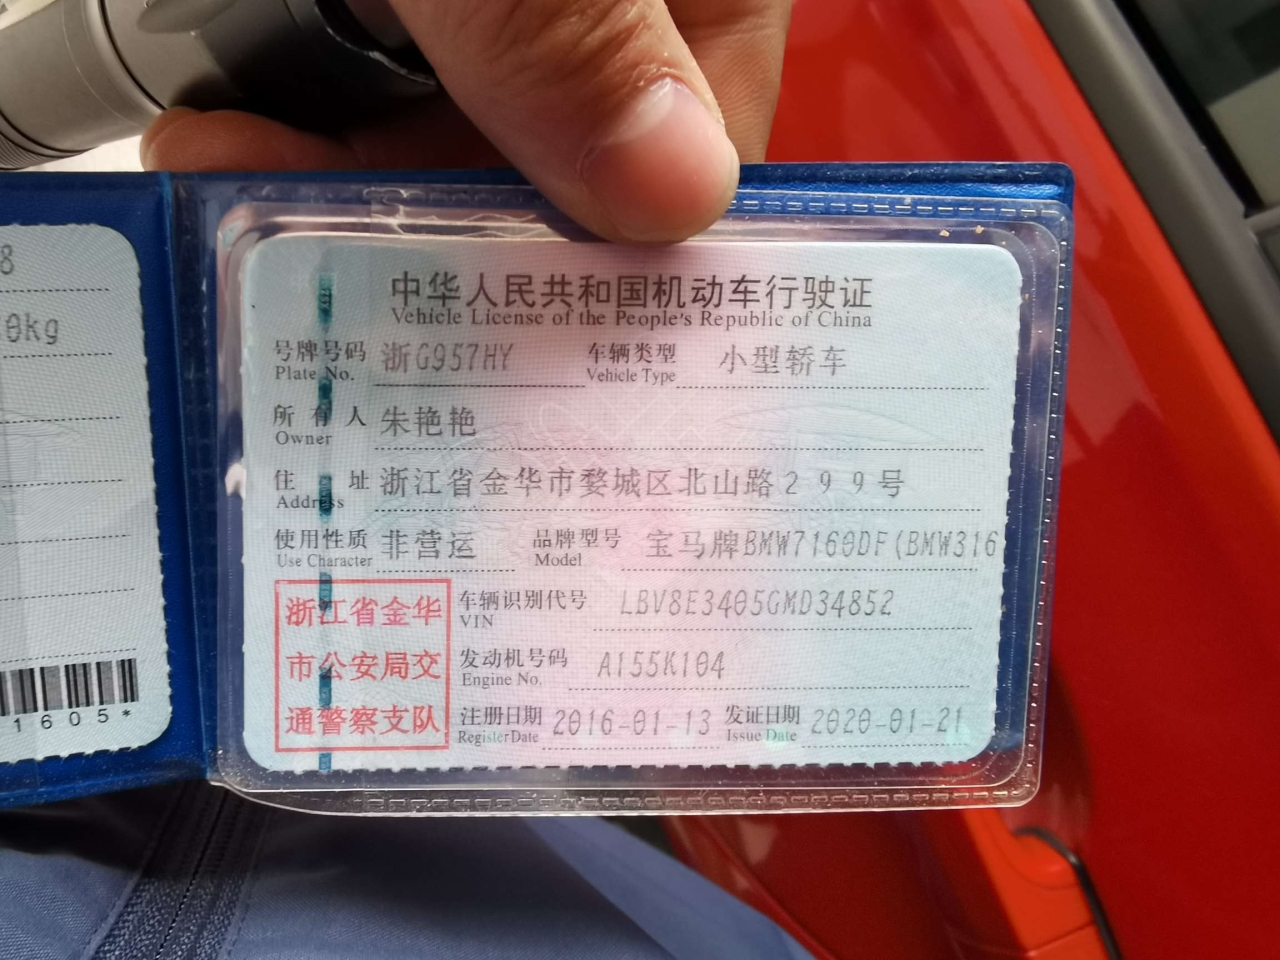 8
0kg
1605*
中华人民共和国机动车行驶证
Vehicle License of the People's Republic of China
号牌号码 浙G957HY 车辆类型 小型轿车
Plate No. Vehicle Type
所有人 朱艳艳
Owner
住址 浙江省金华市婺城区北山路299号
Address
使用性质 非营运 品牌型号 宝马牌BMW7160DF(BMW316
Use Character Model
浙江省金华
市公安局交
通警察支队
车辆识别代号 LBV8E3405GMD34852
VIN
发动机号码 A155K104
Engine No.
注册日期 2016-01-13 发证日期 2020-01-21
Register Date Issue Date